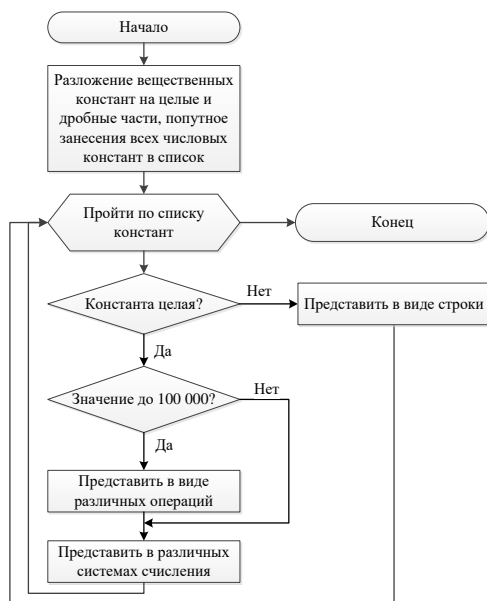 Начало
Разложение вещественных
констант на целые и
дробные части, попутное
занесения всех числовых
констант в список
Пройти по списку
констант
Конец
Константа целая?
Нет
Представить в виде строки
Да
Значение до 100 000?
Нет
Да
Представить в виде
различных операций
Представить в различных
системах счисления